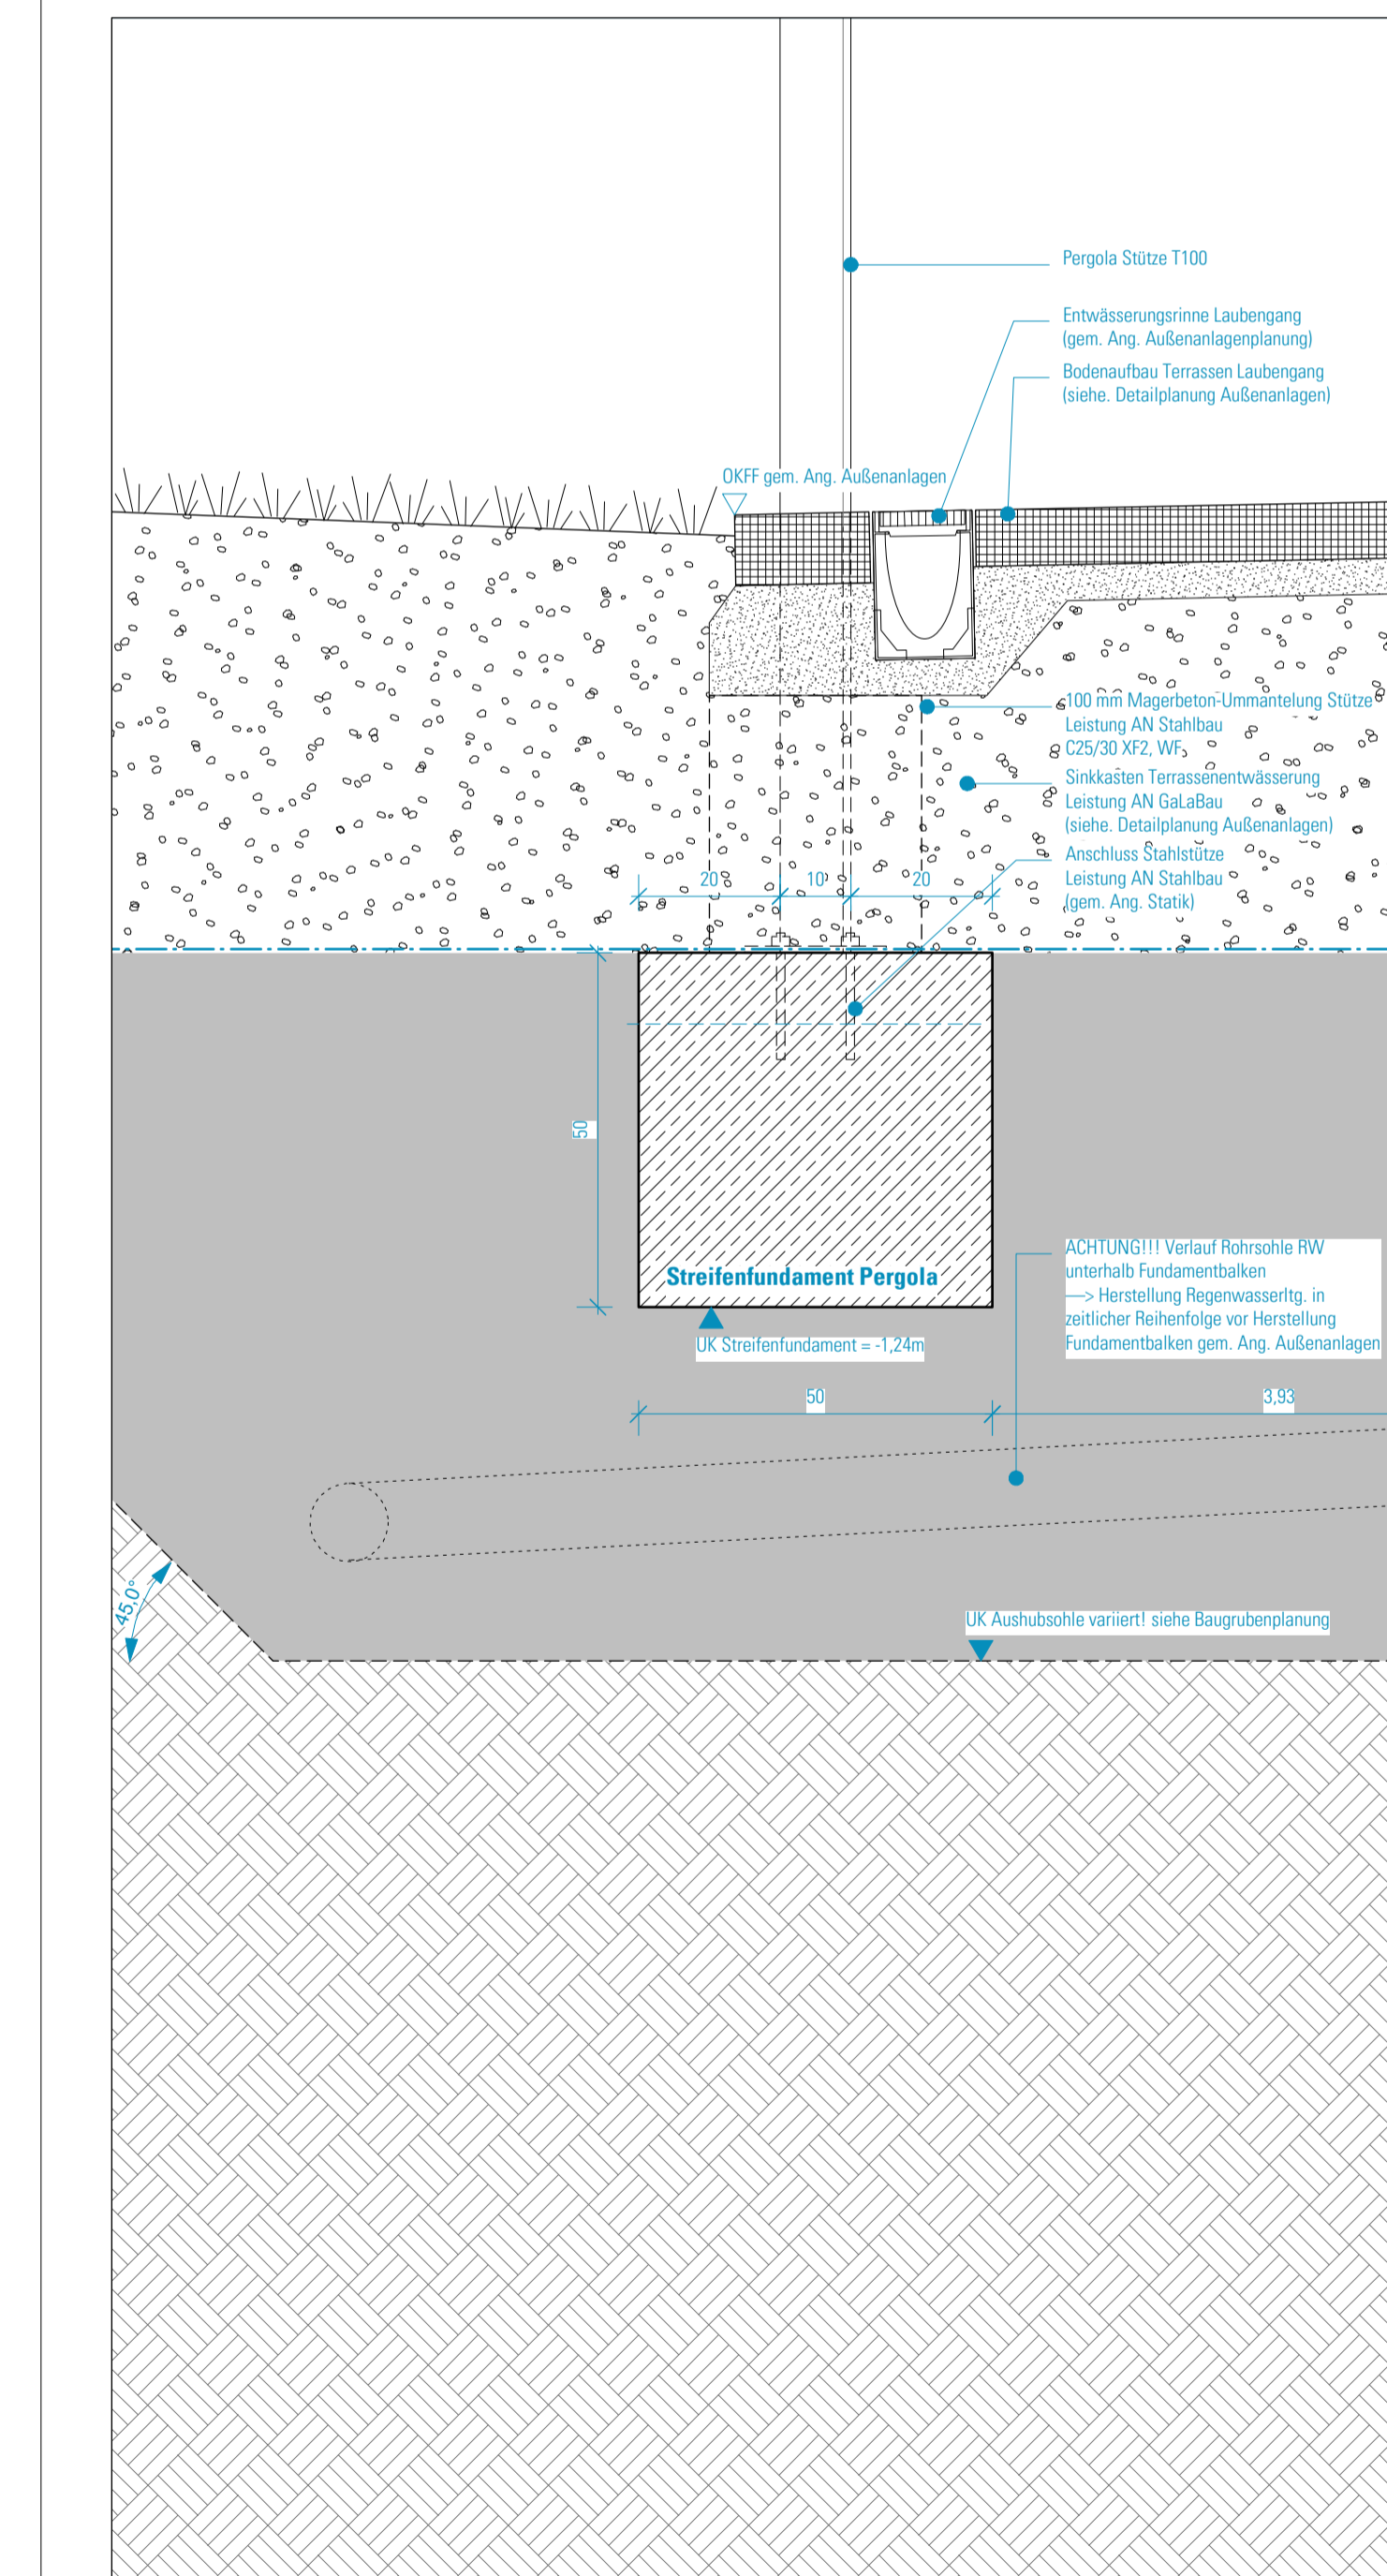 Pergola Stütze T100
Entwässerungsrinne Laubengang
(gem. Ang. Außenanlagenplanung)
Bodenaufbau Terrassen Laubengang
(siehe. Detailplanung Außenanlagen)
OKFF gem. Ang. Außenanlagen
100 mm Magerbeton-Ummantelung Stütze
Leistung AN Stahlbau
C25/30 XF2, WF
Sinkkasten Terrassenentwässerung
Leistung AN GaLaBau
(siehe. Detailplanung Außenanlagen)
Anschluss Stahlstütze
Leistung AN Stahlbau
(gem. Ang. Statik)
20
10
20
50
Streifenfundament Pergola
UK Streifenfundament = -1,24m
ACHTUNG!!! Verlauf Rohrsohle RW
unterhalb Fundamentbalken
—> Herstellung Regenwasserltg. in
zeitlicher Reihenfolge vor Herstellung
Fundamentbalken gem. Ang. Außenanlagen
50
3,93
45,0°
UK Aushubsohle variiert! siehe Baugrubenplanung